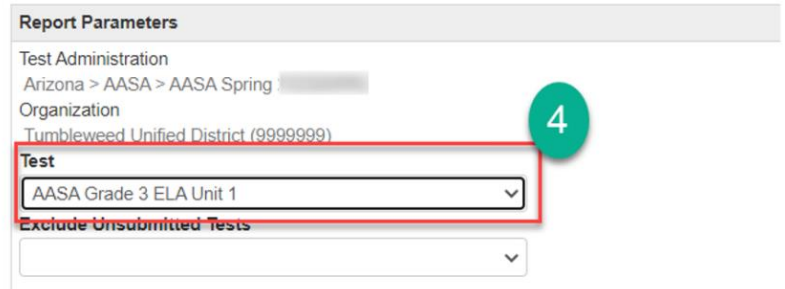 Report Parameters
Test Administration
Arizona > AASA > AASA Spring
Organization
Tumbleweed Unified District (9999999)
4
Test
AASA Grade 3 ELA Unit 1
Exclude Unsubmitted Tests